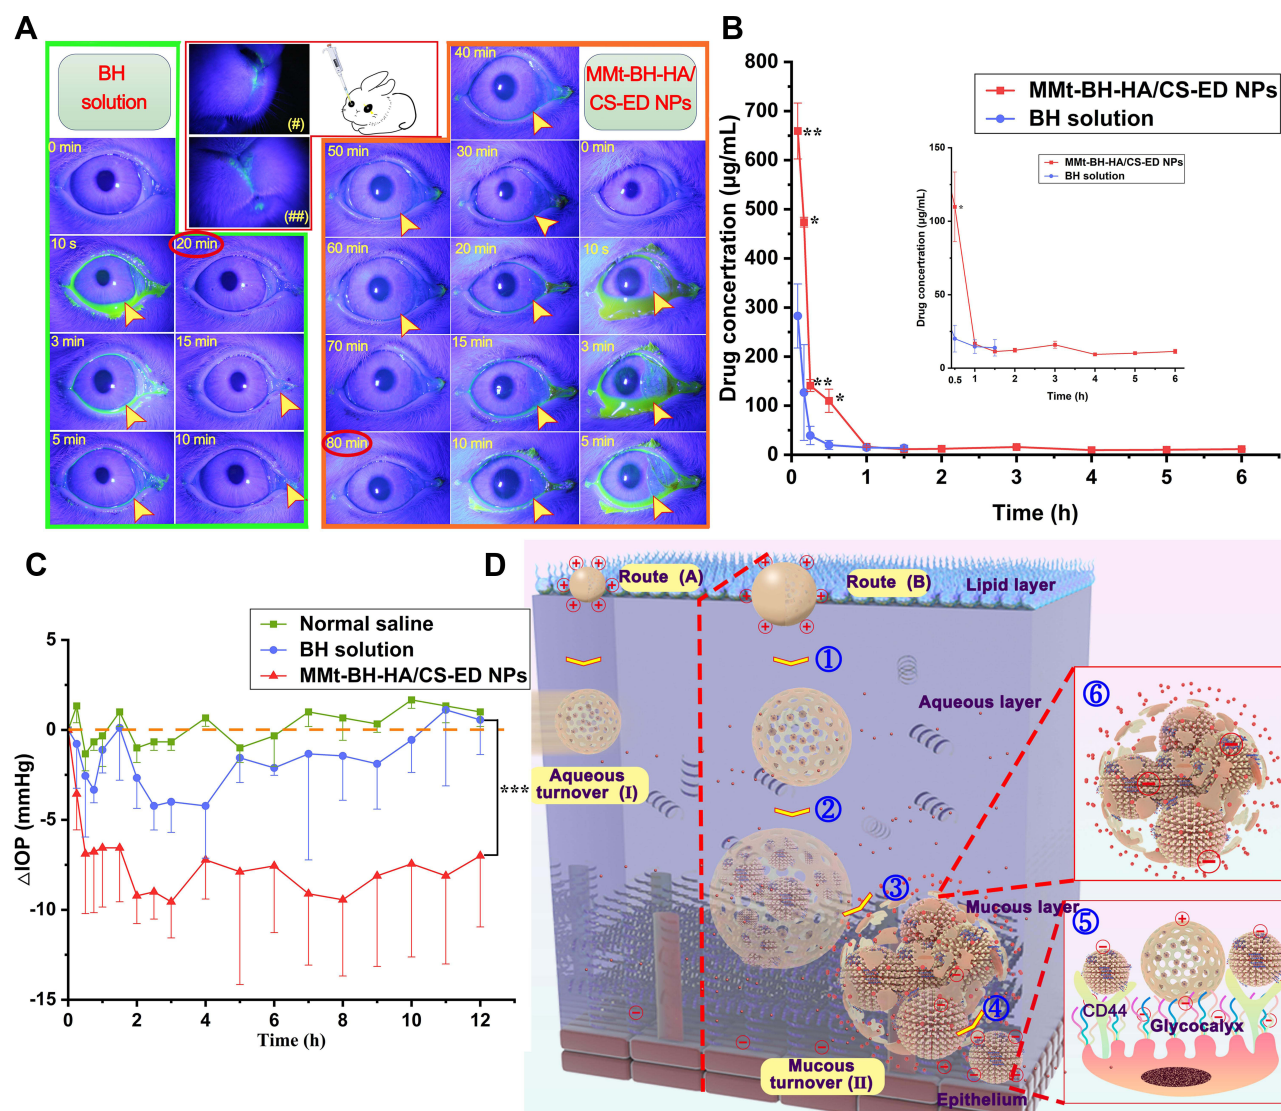 A
BH
solution
(#)
(##)
40 min
MMt-BH-HA/
CS-ED NPs
0 min
50 min
30 min
0 min
10 s
20 min
60 min
20 min
10 s
3 min
15 min
70 min
15 min
3 min
5 min
10 min
80 min
10 min
5 min
B
Drug concertration (μg/mL)
800
700
600
500
400
300
200
100
0
0
1
2
3
4
5
6
Time (h)
MMt-BH-HA/CS-ED NPs
BH solution
**
*
**
*
Drug concertration (μg/mL)
150
100
50
0
0.5
1
2
3
4
5
6
Time (h)
MMt-BH-HA/CS-ED NPs
BH solution
*
C
Normal saline
BH solution
MMt-BH-HA/CS-ED NPs
△IOP (mmHg)
5
0
-5
-10
-15
0
2
4
6
8
10
12
Time (h)
***
D
Route (A)
Route (B)
Lipid layer
①
Aqueous layer
Aqueous
turnover (I)
②
③
Mucous layer
④
Mucous
turnover (II)
Epithelium
⑥
⑤
CD44
Glycocalyx